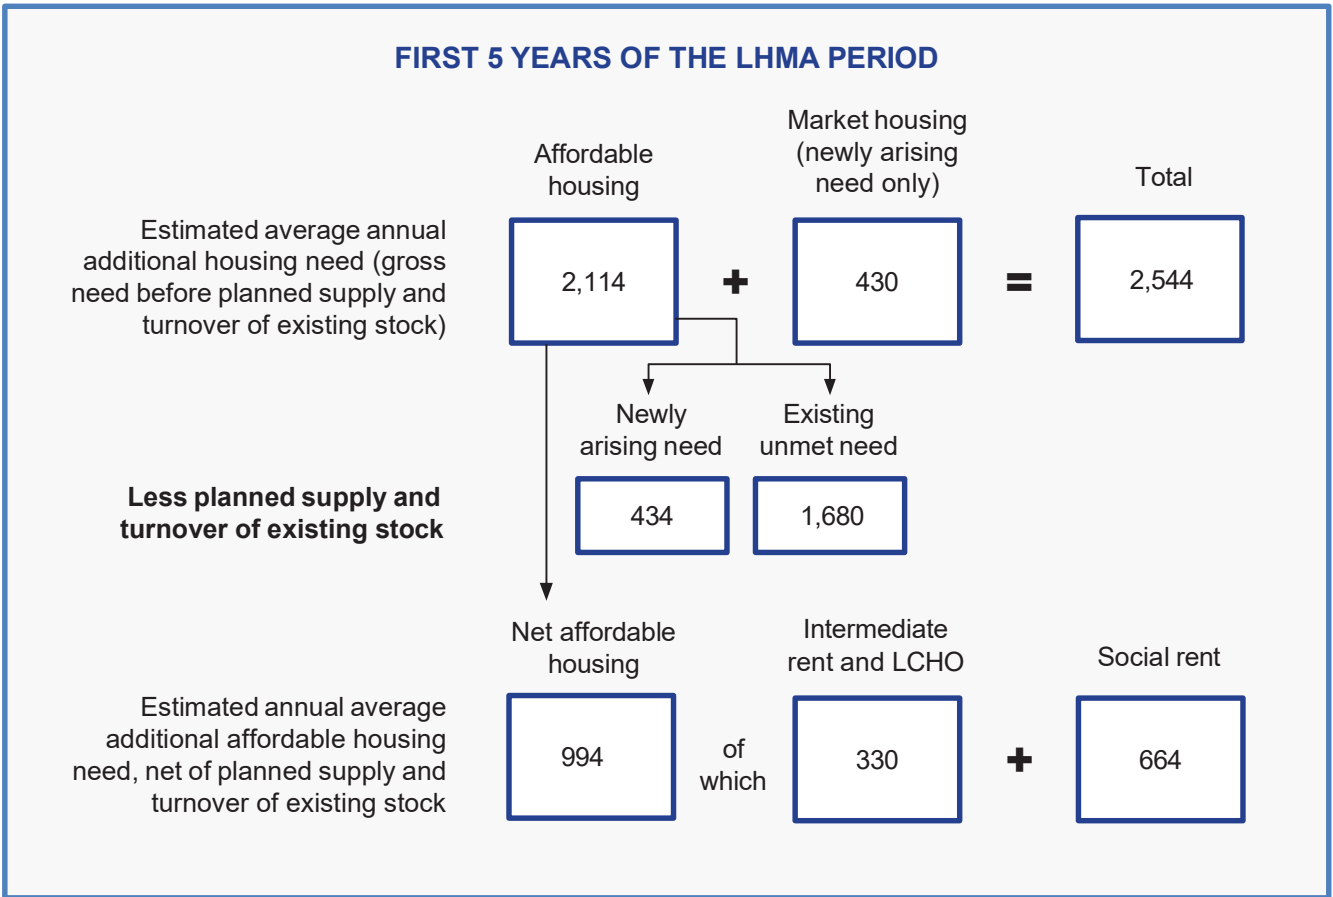 FIRST 5 YEARS OF THE LHMA PERIOD
Affordable
housing
Market housing
(newly arising
need only)
Total
Estimated average annual
additional housing need (gross
need before planned supply and
turnover of existing stock)
2,114
+
430
=
2,544
Newly
arising need
Existing
unmet need
Less planned supply and
turnover of existing stock
434
1,680
Net affordable
housing
Intermediate
rent and LCHO
Social rent
Estimated annual average
additional affordable housing
need, net of planned supply and
turnover of existing stock
994
of
which
330
+
664